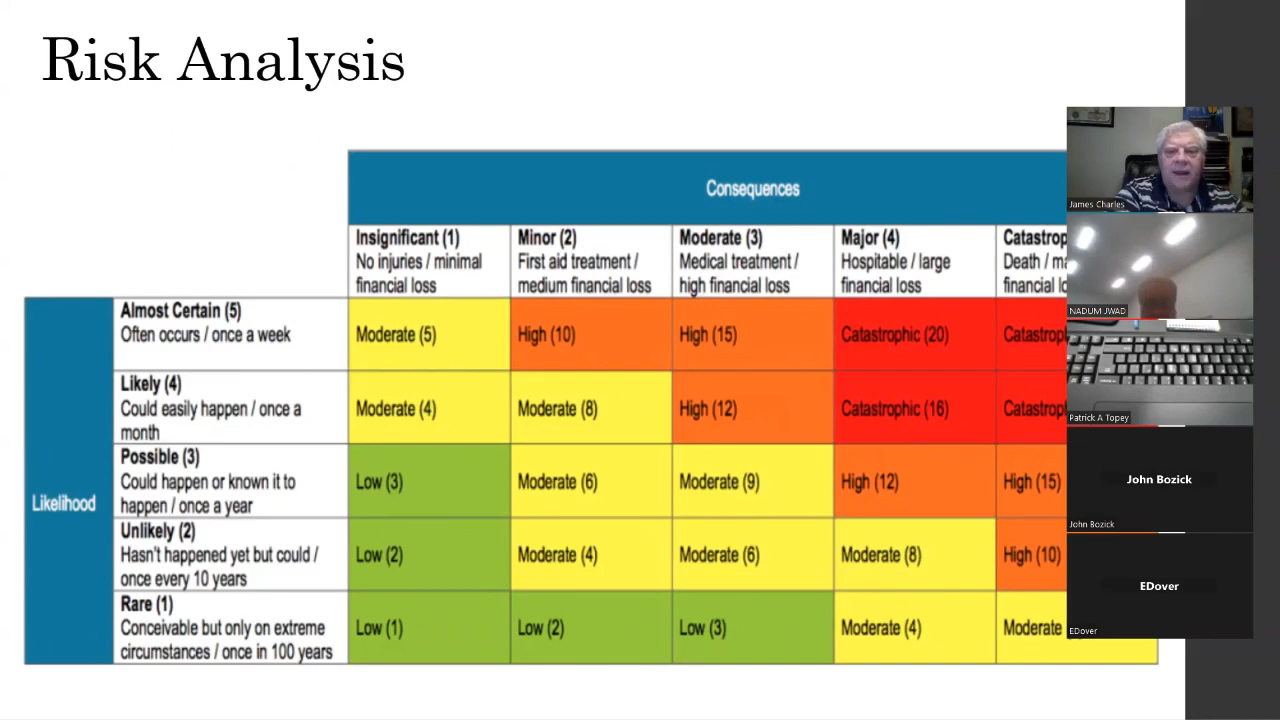 Risk Analysis
Consequences
Insignificant (1)
No injuries / minimal
financial loss
Minor (2)
First aid treatment /
medium financial loss
Moderate (3)
Medical treatment /
high financial loss
Major (4)
Hospitable / large
financial loss
Catastrop
Death / ma
financial lo
Likelihood
Almost Certain (5)
Often occurs / once a week
Moderate (5)
High (10)
High (15)
Catastrophic (20)
Catastrop
Likely (4)
Could easily happen / once a
month
Moderate (4)
Moderate (8)
High (12)
Catastrophic (16)
Catastrop
Possible (3)
Could happen or known it to
happen / once a year
Low (3)
Moderate (6)
Moderate (9)
High (12)
High (15)
Unlikely (2)
Hasn't happened yet but could /
once every 10 years
Low (2)
Moderate (4)
Moderate (6)
Moderate (8)
High (10)
Rare (1)
Conceivable but only on extreme
circumstances / once in 100 years
Low (1)
Low (2)
Low (3)
Moderate (4)
Moderate
James Charles
NADUM JWAD
Patrick A Topey
John Bozick
John Bozick
EDover
EDover